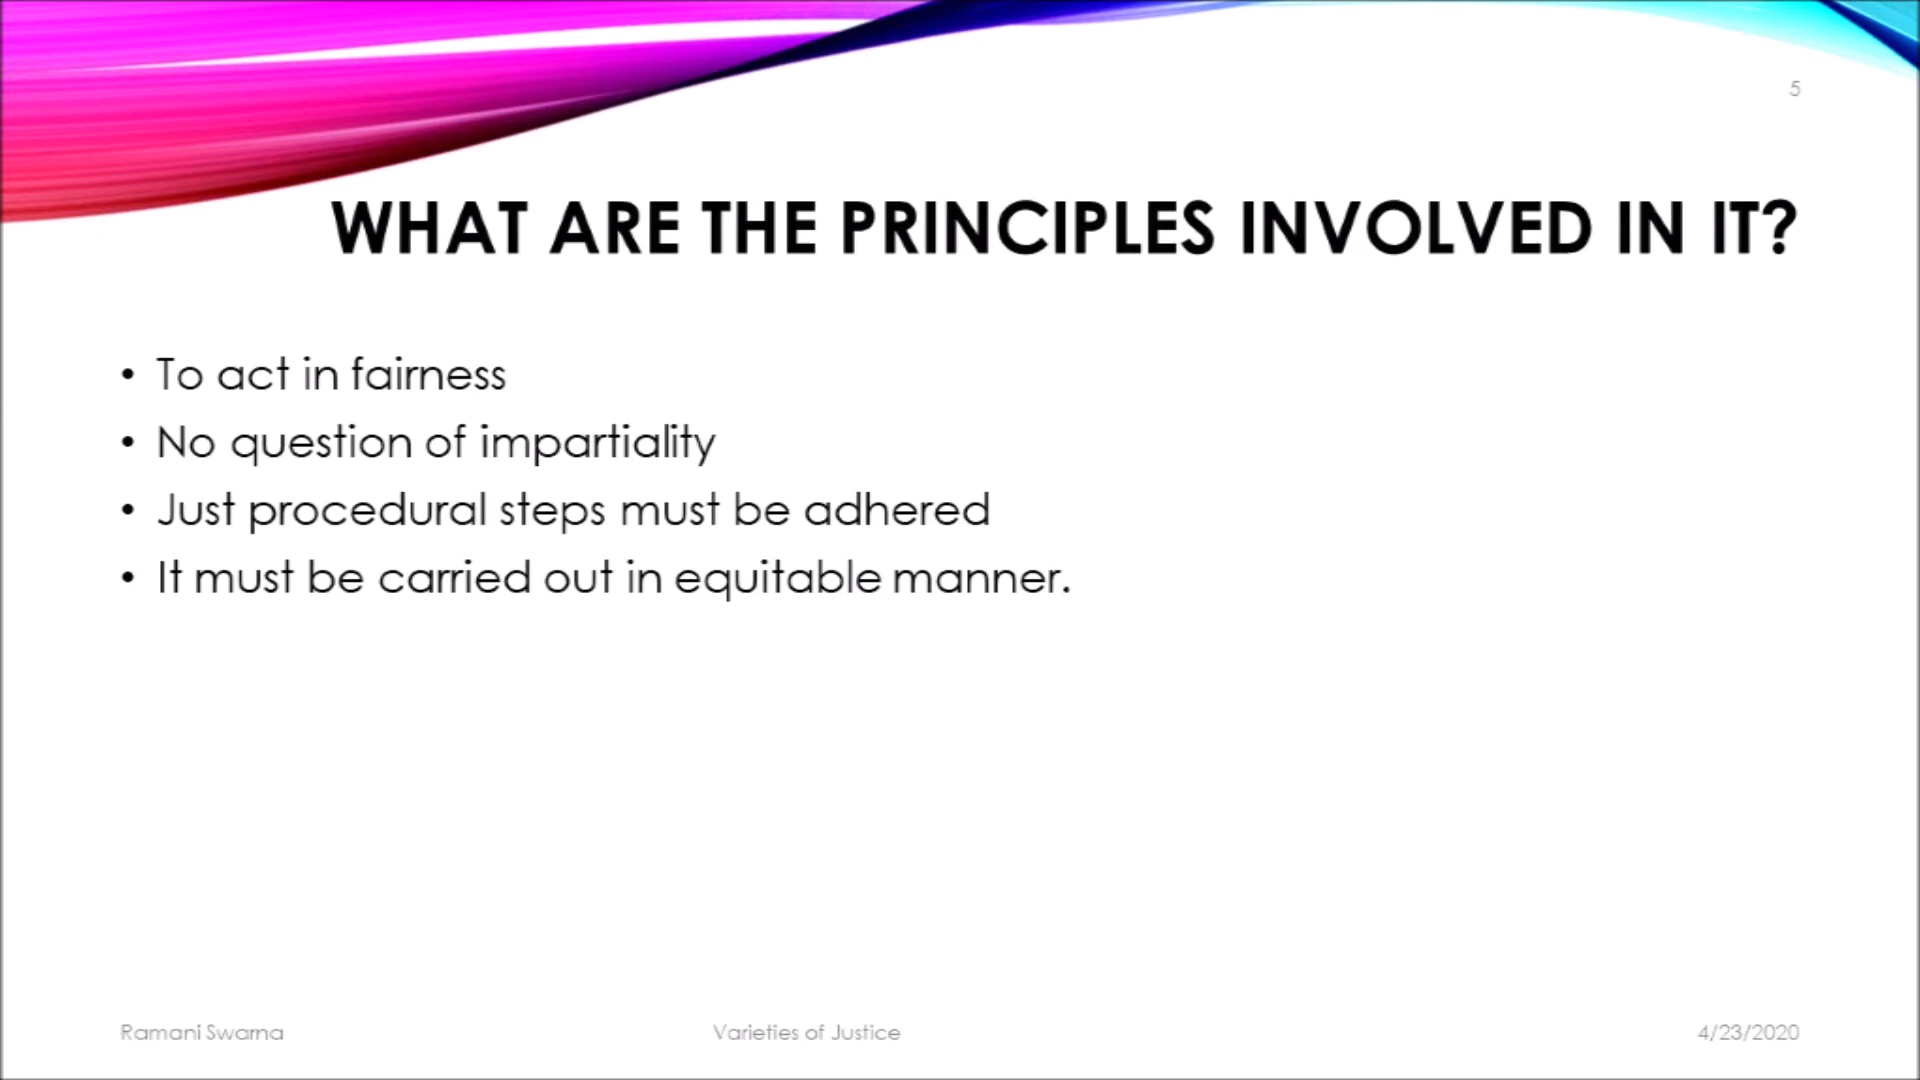 5
WHAT ARE THE PRINCIPLES INVOLVED IN IT?
• To act in fairness
• No question of impartiality
• Just procedural steps must be adhered
• It must be carried out in equitable manner.
Ramani Swarna
Varieties of Justice
4/23/2020